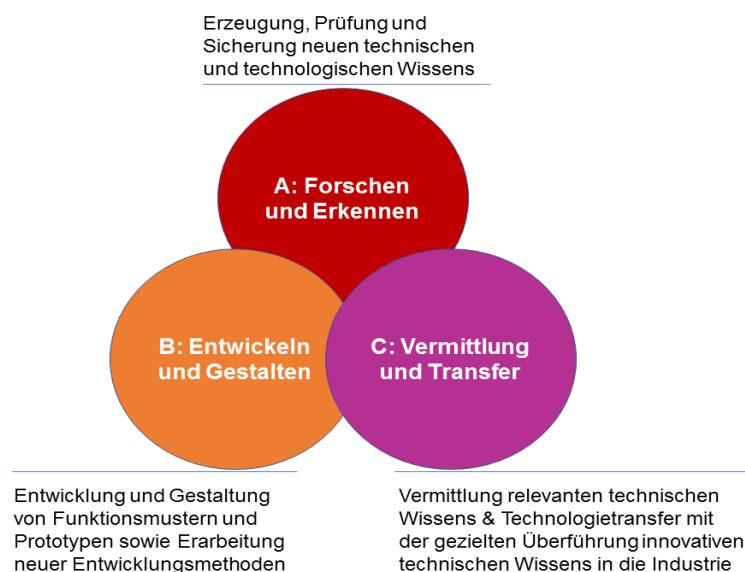 Erzeugung, Prüfung und
Sicherung neuen technischen
und technologischen Wissens
A: Forschen
und Erkennen
B: Entwickeln
und Gestalten
C: Vermittlung
und Transfer
Entwicklung und Gestaltung
von Funktionsmustern und
Prototypen sowie Erarbeitung
neuer Entwicklungsmethoden
Vermittlung relevanten technischen
Wissens & Technologietransfer mit
der gezielten Überführung innovativen
technischen Wissens in die Industrie